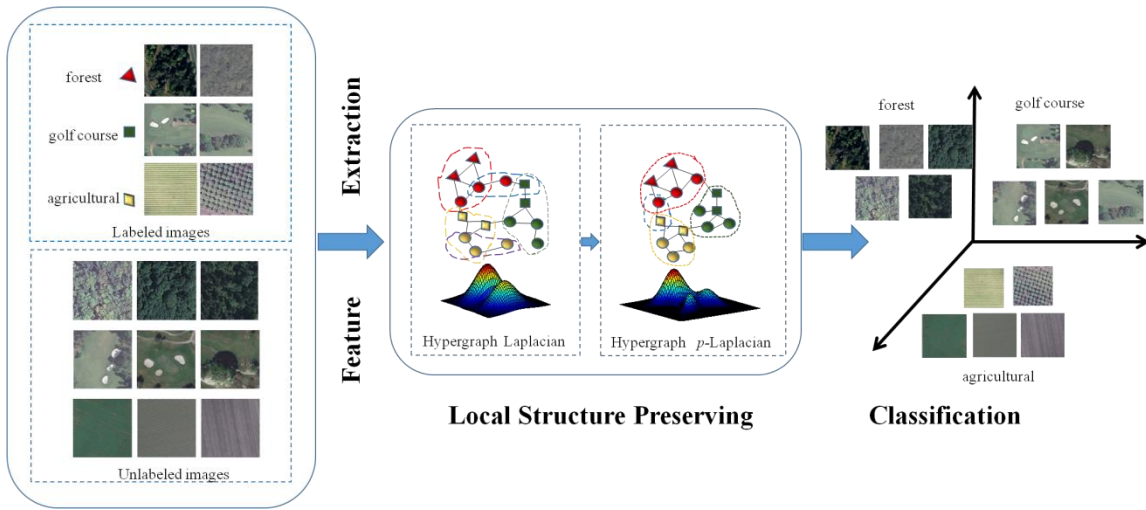 forest
golf course
agricultural
Labeled images
Unlabeled images
Feature Extraction
Hypergraph Laplacian
Hypergraph p-Laplacian
Local Structure Preserving
forest
golf course
agricultural
Classification